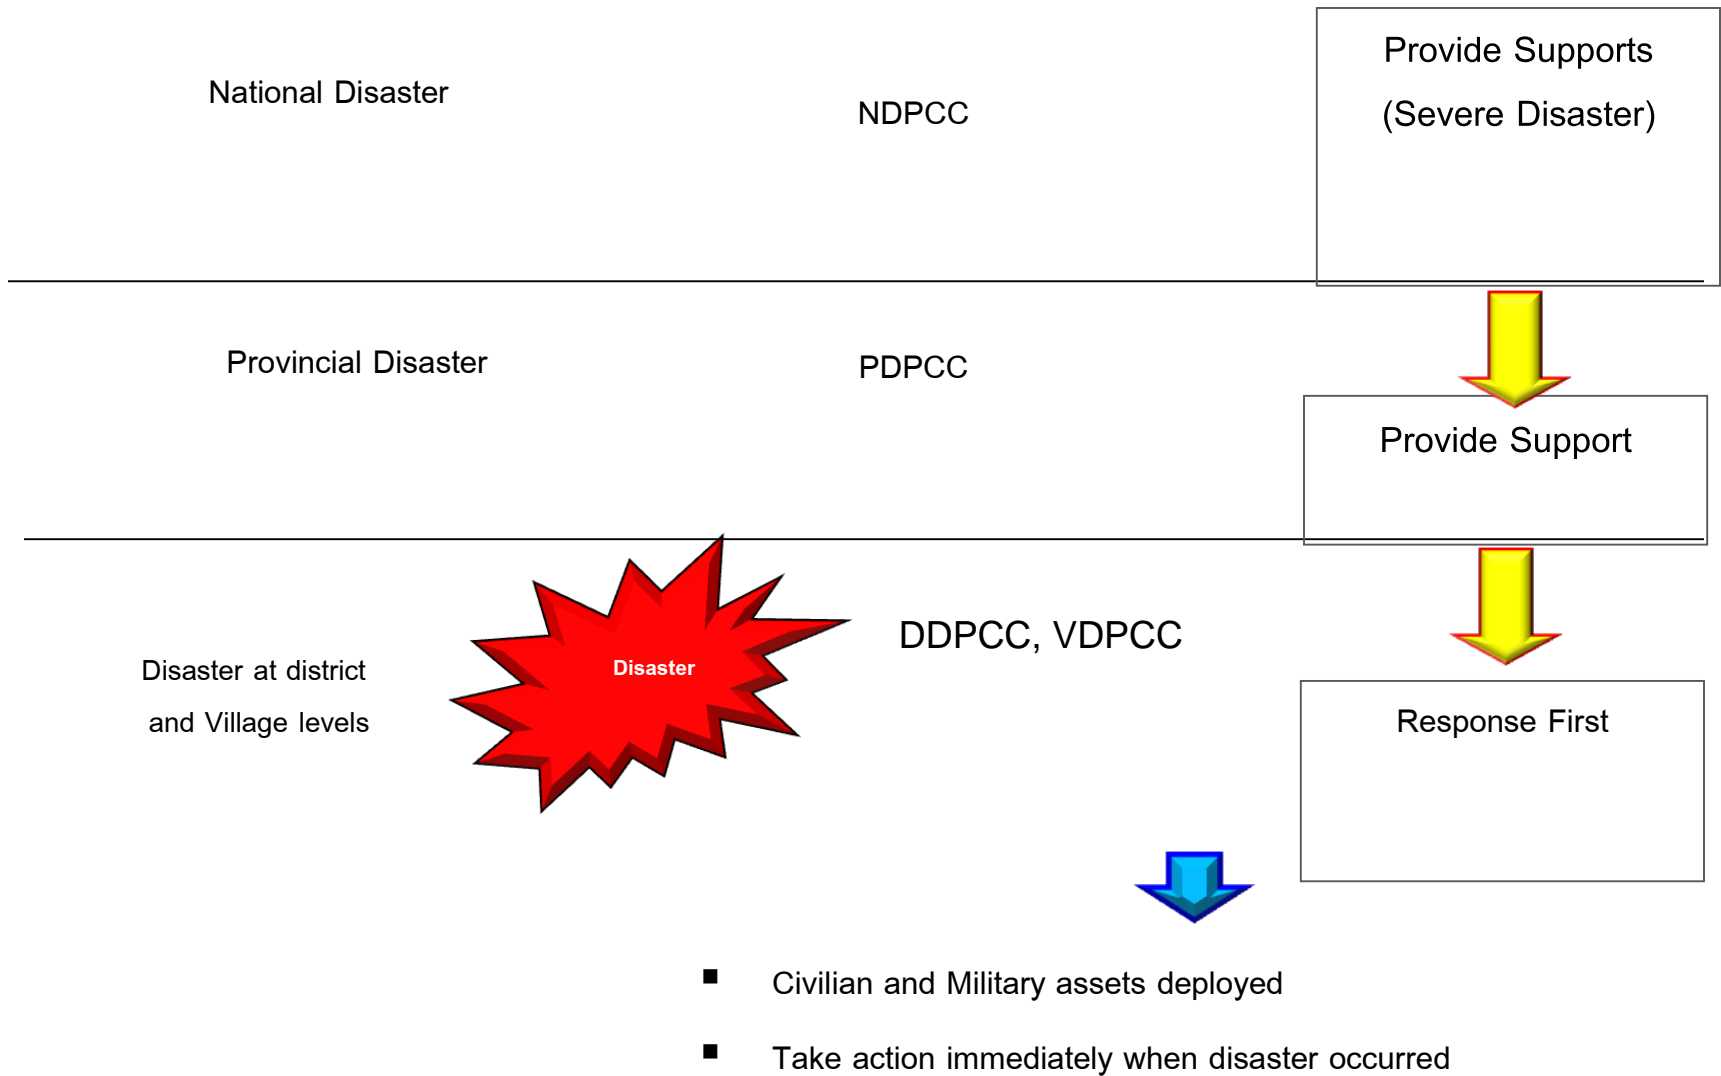 National Disaster
NDPCC
Provide Supports
(Severe Disaster)
Provincial Disaster
PDPCC
Provide Support
Disaster at district
and Village levels
Disaster
DDPCC, VDPCC
Response First
▪ Civilian and Military assets deployed
▪ Take action immediately when disaster occurred